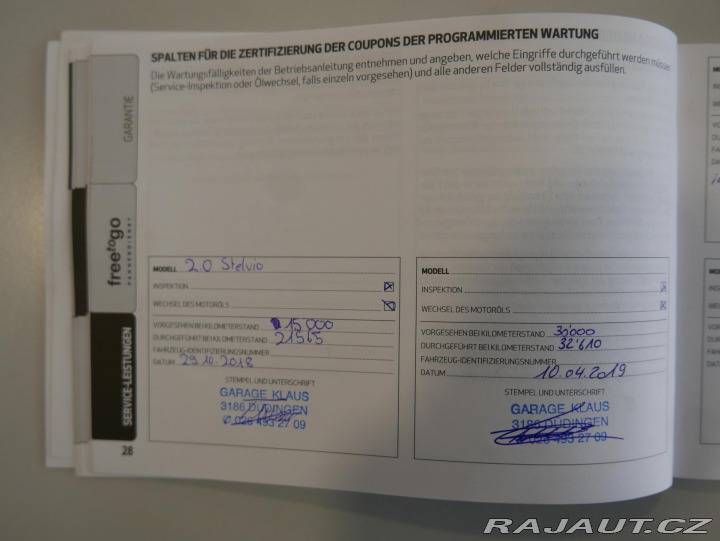 SPALTEN FÜR DIE ZERTIFIZIERUNG DER COUPONS DER PROGRAMMIERTEN WARTUNG
Die Wartungsfälligkeiten der Betriebsanleitung entnehmen und angeben, welche Eingriffe durchgeführt werden müssen
(Service-Inspektion oder Ölwechsel, falls einzeln vorgesehen) und alle anderen Felder vollständig ausfüllen.
GARANTIE
freetogo
PANNENDIENST
SERVICE-LEISTUNGEN
MODELL 2.0 Stelvio
INSPEKTION
WECHSEL DES MOTORÖLS
VORGESEHEN BEI KILOMETERSTAND 15000
DURCHGEFÜHRT BEI KILOMETERSTAND 21565
FAHRZEUG-IDENTIFIZIERUNGSNUMMER
DATUM 29.10.2018
STEMPEL UND UNTERSCHRIFT
GARAGE KLAUS
3186 DÜDINGEN
026 493 27 09
MODELL
INSPEKTION
WECHSEL DES MOTORÖLS
VORGESEHEN BEI KILOMETERSTAND 30'000
DURCHGEFÜHRT BEI KILOMETERSTAND 32'610
FAHRZEUG-IDENTIFIZIERUNGSNUMMER
DATUM 10.04.2019
STEMPEL UND UNTERSCHRIFT
GARAGE KLAUS
3186 DÜDINGEN
026 493 27 09
28
RAJAUT.CZ